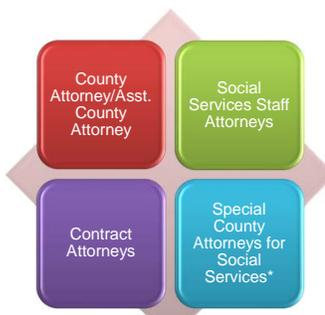 County
Attorney/Asst.
County
Attorney
Social
Services Staff
Attorneys
Contract
Attorneys
Special
County
Attorneys for
Social
Services*